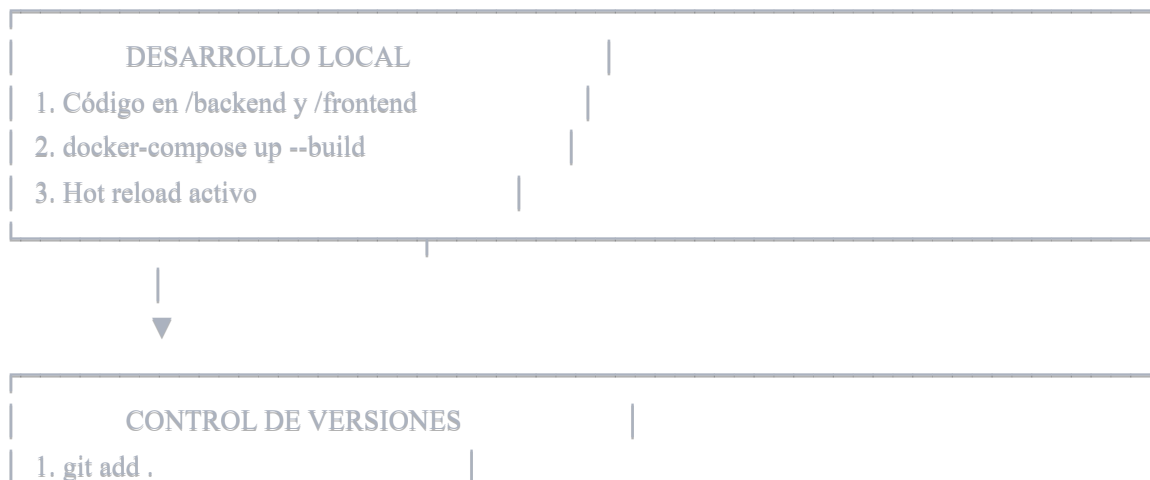 DESARROLLO LOCAL
1. Código en /backend y /frontend
2. docker-compose up --build
3. Hot reload activo
CONTROL DE VERSIONES
1. git add .